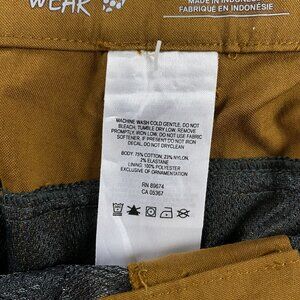 WEAR
MADE IN INDONESIA
FABRIQUE EN INDONÉSIE
MACHINE WASH COLD GENTLE, DO NOT
BLEACH, TUMBLE DRY LOW, REMOVE
PROMPTLY, IRON LOW, DO NOT USE FABRIC
SOFTENER, IF PRESENT DO NOT IRON
DECAL, DO NOT DRYCLEAN
BODY: 75% COTTON, 23% NYLON,
2% ELASTANE
LINING: 100% POLYESTER
EXCLUSIVE OF ORNAMENTATION
RN 89674
CA 05367